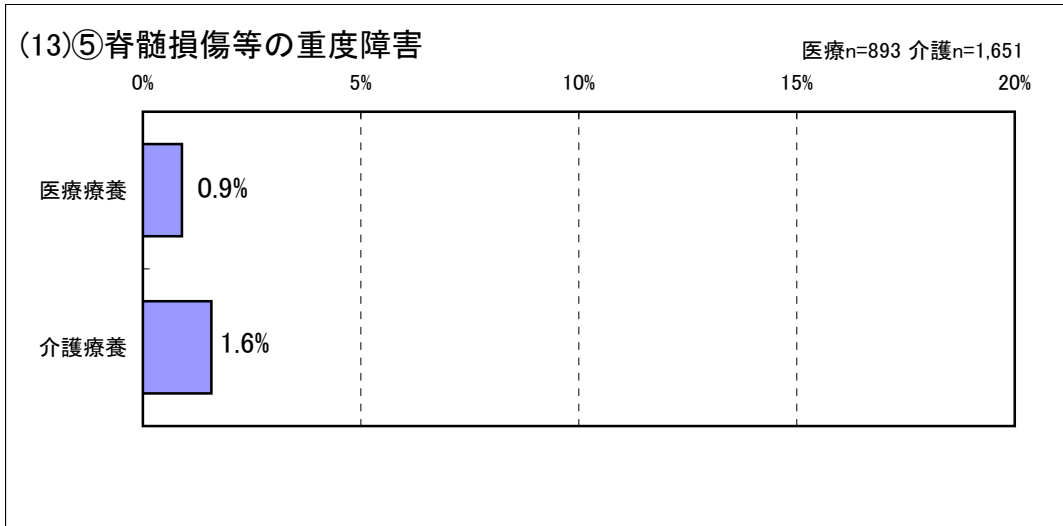 (13)⑤脊髄損傷等の重度障害
医療n=893 介護n=1,651
0% 5% 10% 15% 20%
医療療養 0.9%
介護療養 1.6%